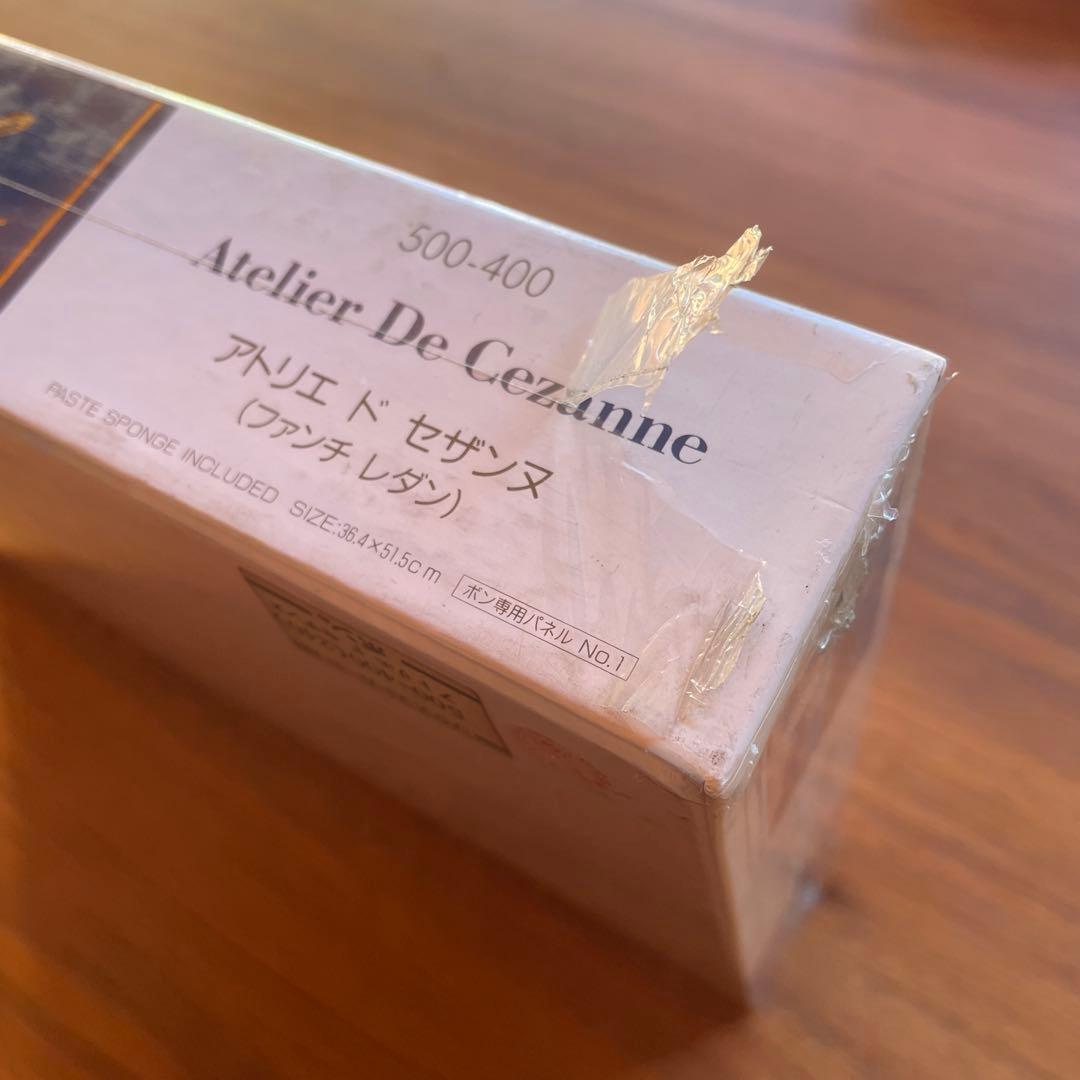 500-400
Atelier De Cezanne
アトリエ ド セザンヌ
(ファンチ レダン)
PASTE SPONGE INCLUDED SIZE:36.4×51.5cm ボン専用パネル No.1